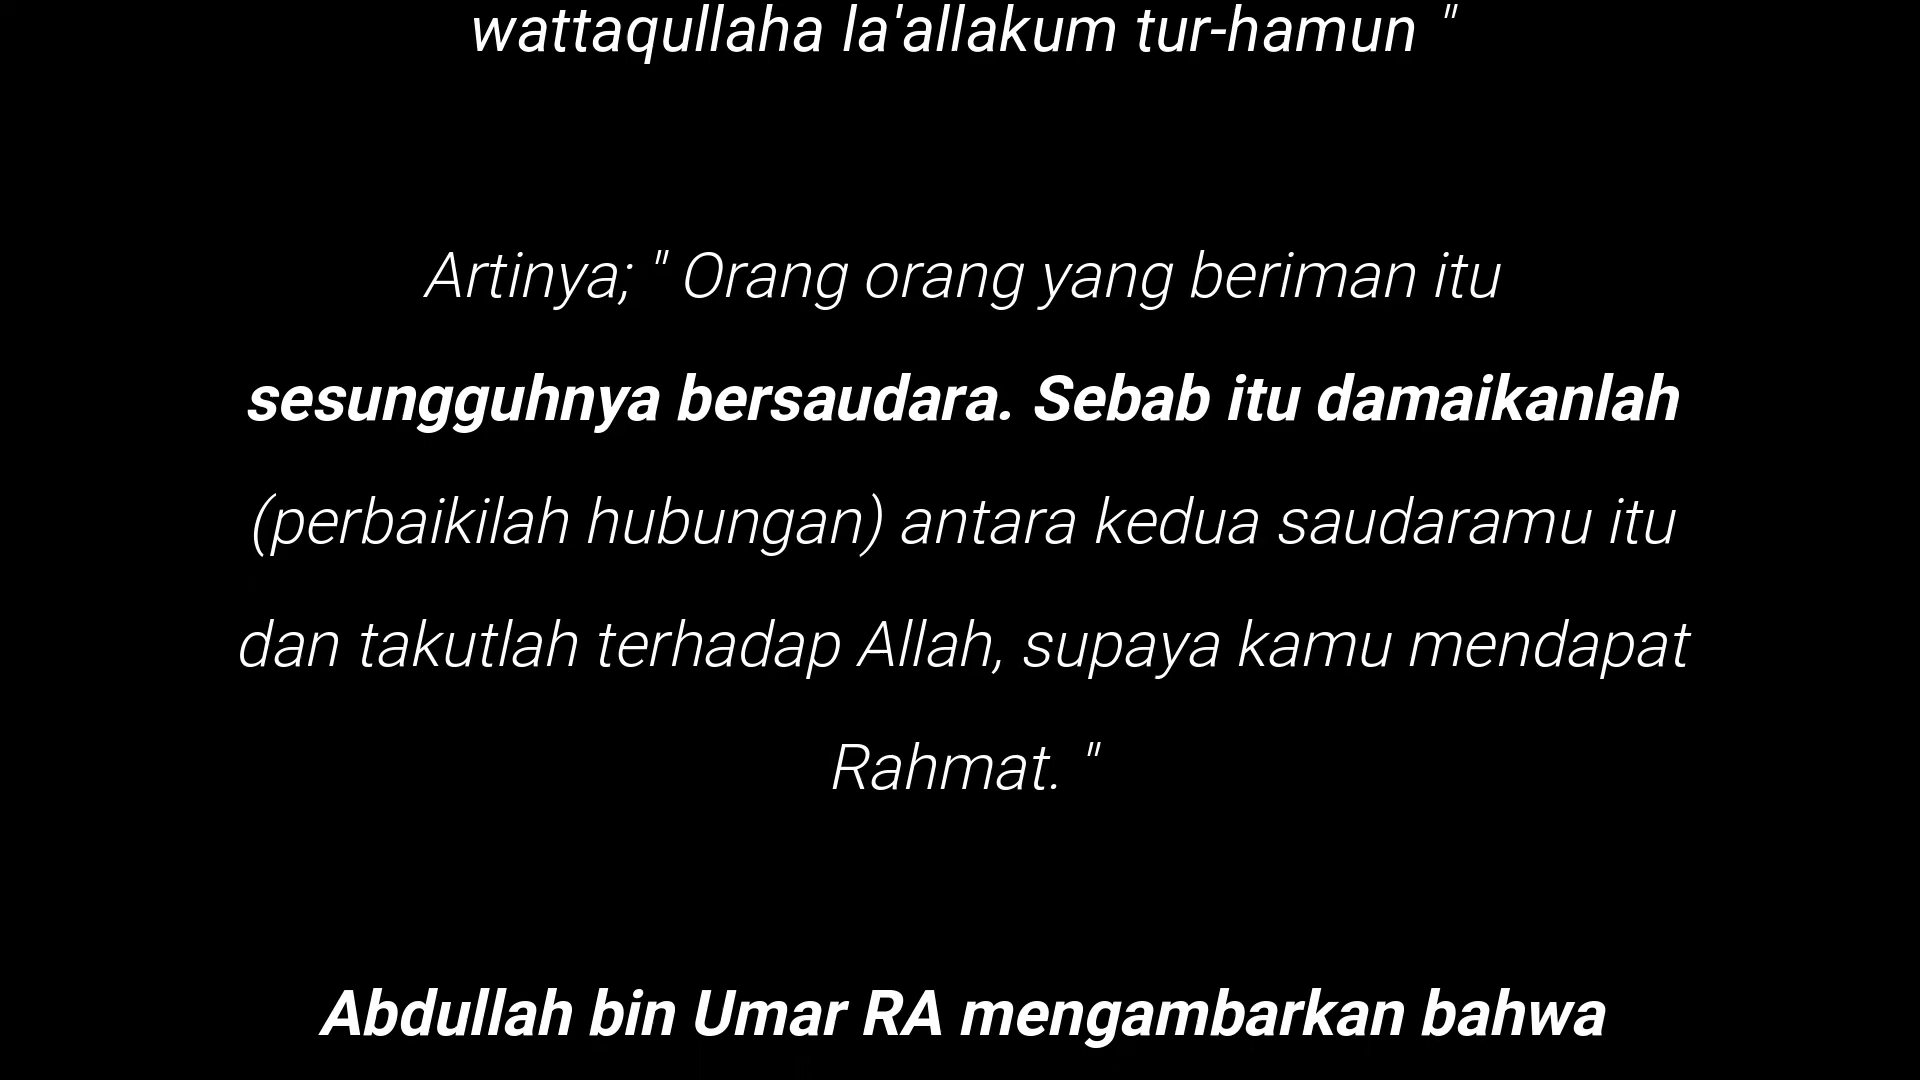 wattaqullaha la'allakum tur-hamun "
Artinya; " Orang orang yang beriman itu
sesungguhnya bersaudara. Sebab itu damaikanlah
(perbaikilah hubungan) antara kedua saudaramu itu
dan takutlah terhadap Allah, supaya kamu mendapat
Rahmat. "
Abdullah bin Umar RA mengambarkan bahwa